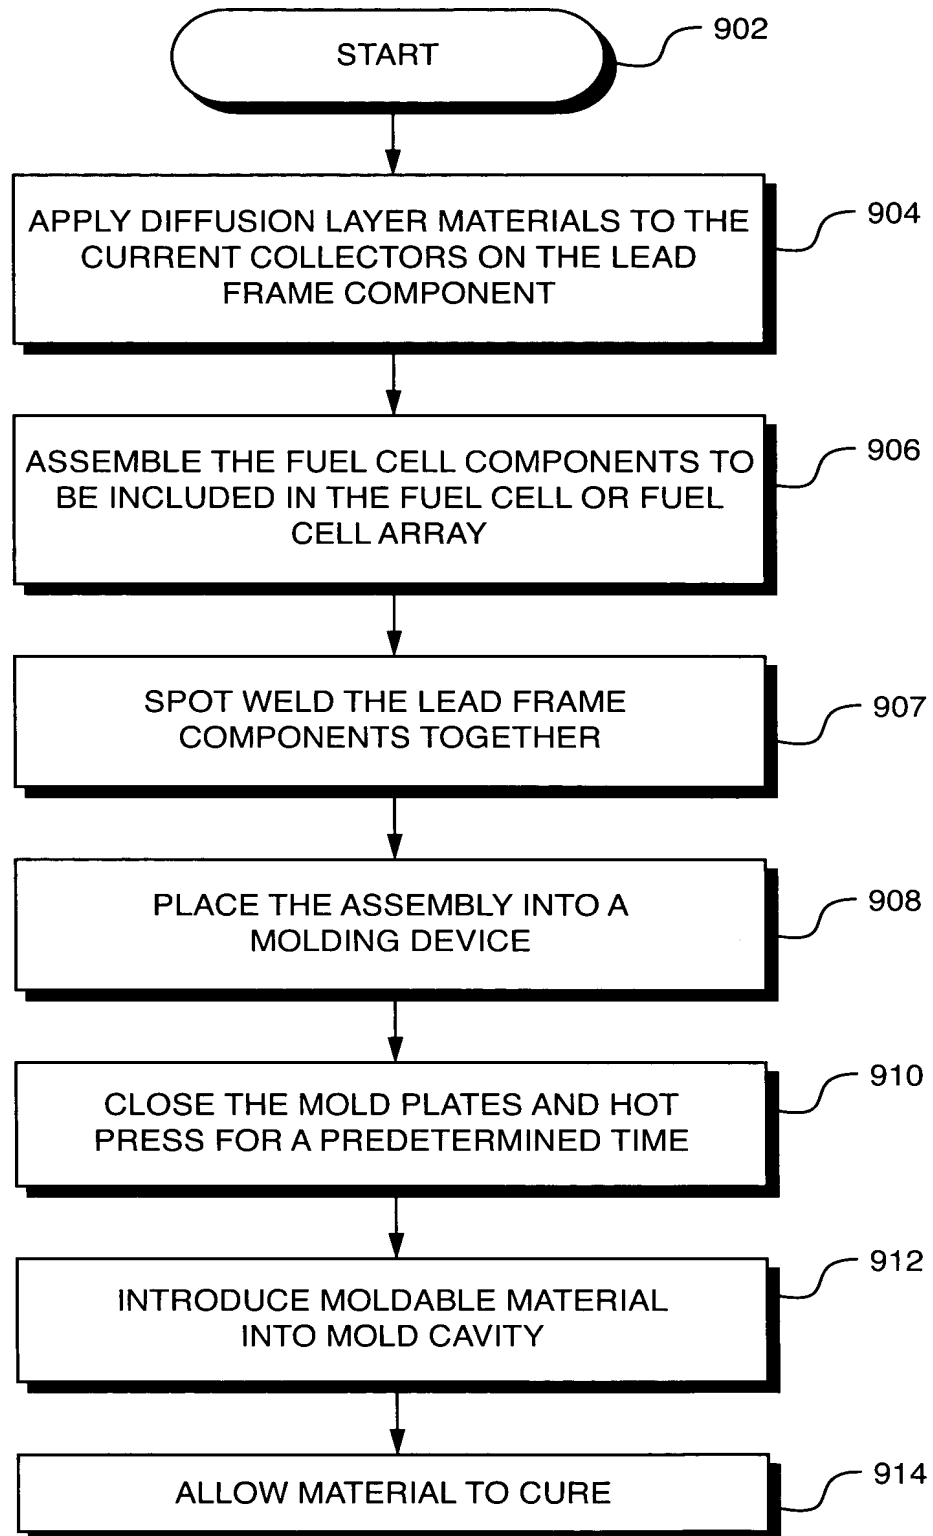 START
902
APPLY DIFFUSION LAYER MATERIALS TO THE
CURRENT COLLECTORS ON THE LEAD
FRAME COMPONENT
904
ASSEMBLE THE FUEL CELL COMPONENTS TO
BE INCLUDED IN THE FUEL CELL OR FUEL
CELL ARRAY
906
SPOT WELD THE LEAD FRAME
COMPONENTS TOGETHER
907
PLACE THE ASSEMBLY INTO A
MOLDING DEVICE
908
CLOSE THE MOLD PLATES AND HOT
PRESS FOR A PREDETERMINED TIME
910
INTRODUCE MOLDABLE MATERIAL
INTO MOLD CAVITY
912
ALLOW MATERIAL TO CURE
914